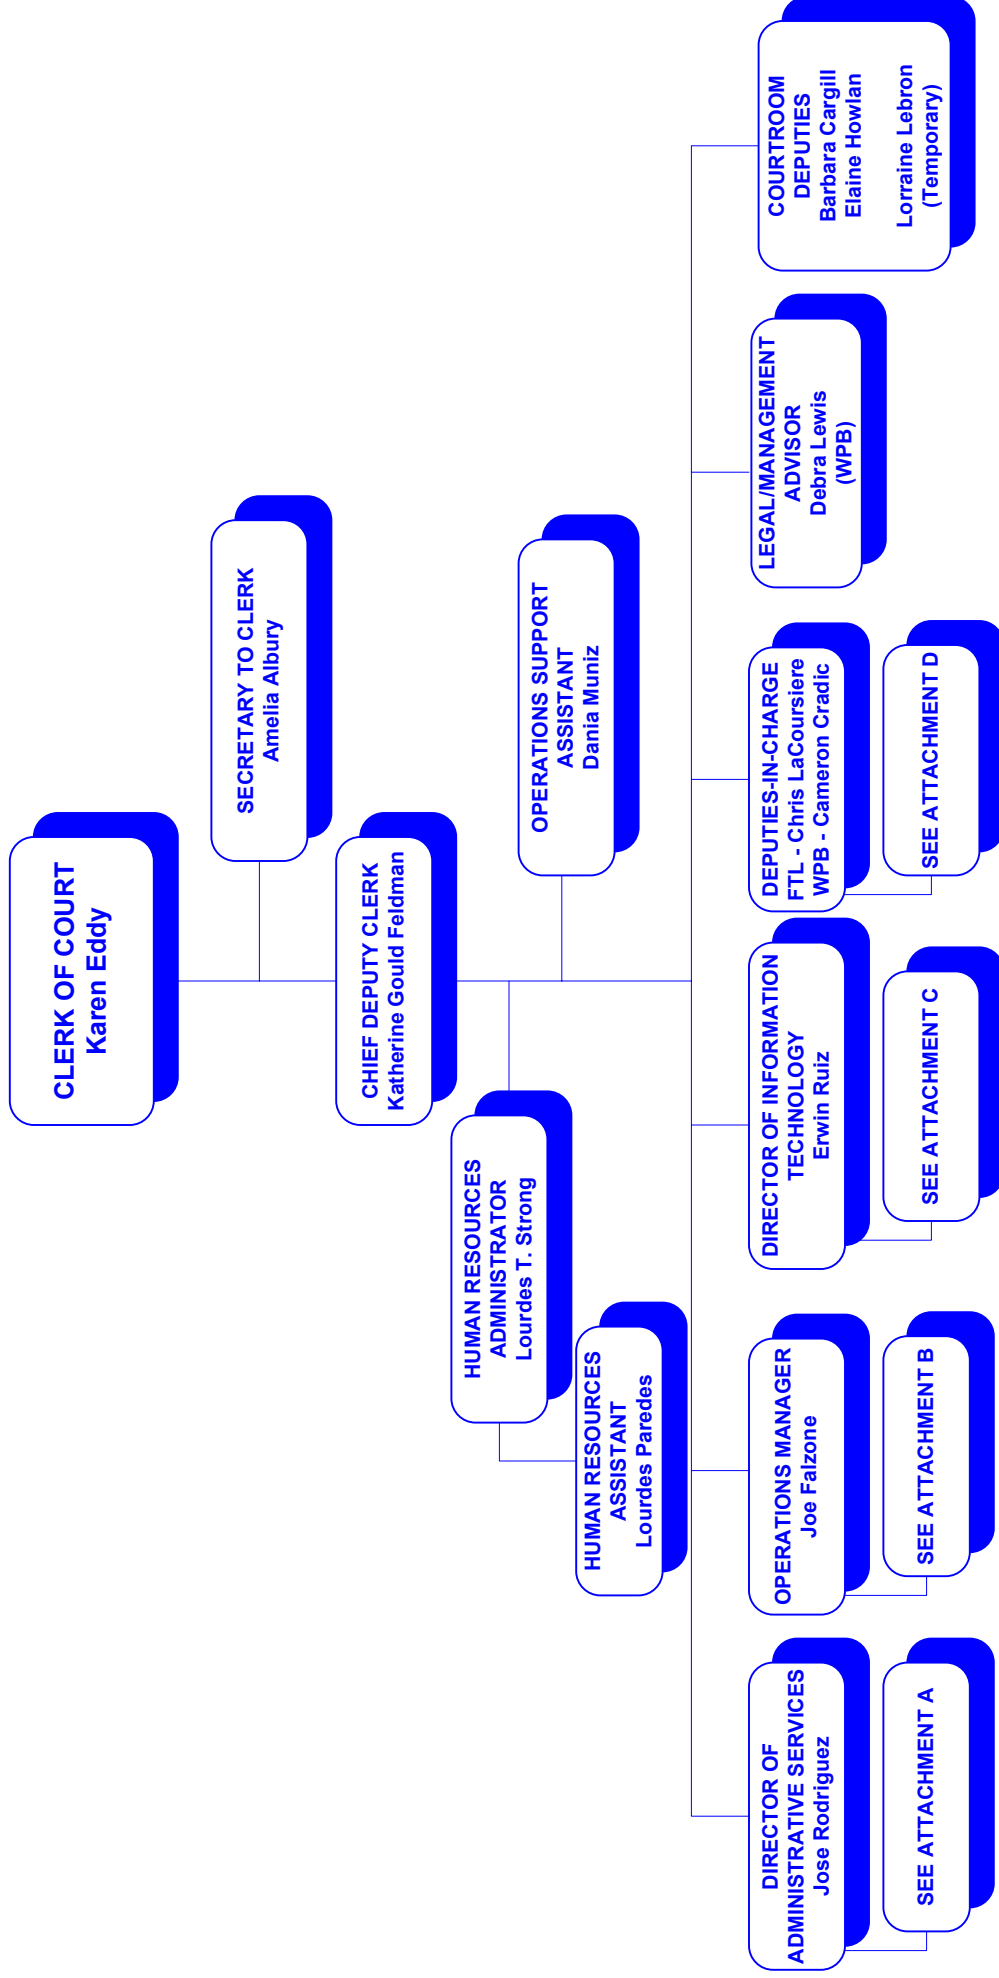 CLERK OF COURT
Karen Eddy
SECRETARY TO CLERK
Amelia Albury
CHIEF DEPUTY CLERK
Katherine Gould Feldman
HUMAN RESOURCES
ADMINISTRATOR
Lourdes T. Strong
OPERATIONS SUPPORT
ASSISTANT
Dania Muniz
HUMAN RESOURCES
ASSISTANT
Lourdes Paredes
DIRECTOR OF
ADMINISTRATIVE SERVICES
Jose Rodriguez
SEE ATTACHMENT A
OPERATIONS MANAGER
Joe Falzone
SEE ATTACHMENT B
DIRECTOR OF INFORMATION
TECHNOLOGY
Erwin Ruiz
SEE ATTACHMENT C
DEPUTIES-IN-CHARGE
FTL - Chris LaCoursiere
WPB - Cameron Cradic
SEE ATTACHMENT D
LEGAL/MANAGEMENT
ADVISOR
Debra Lewis
(WPB)
COURTROOM
DEPUTIES
Barbara Cargill
Elaine Howlan
Lorraine Lebron
(Temporary)